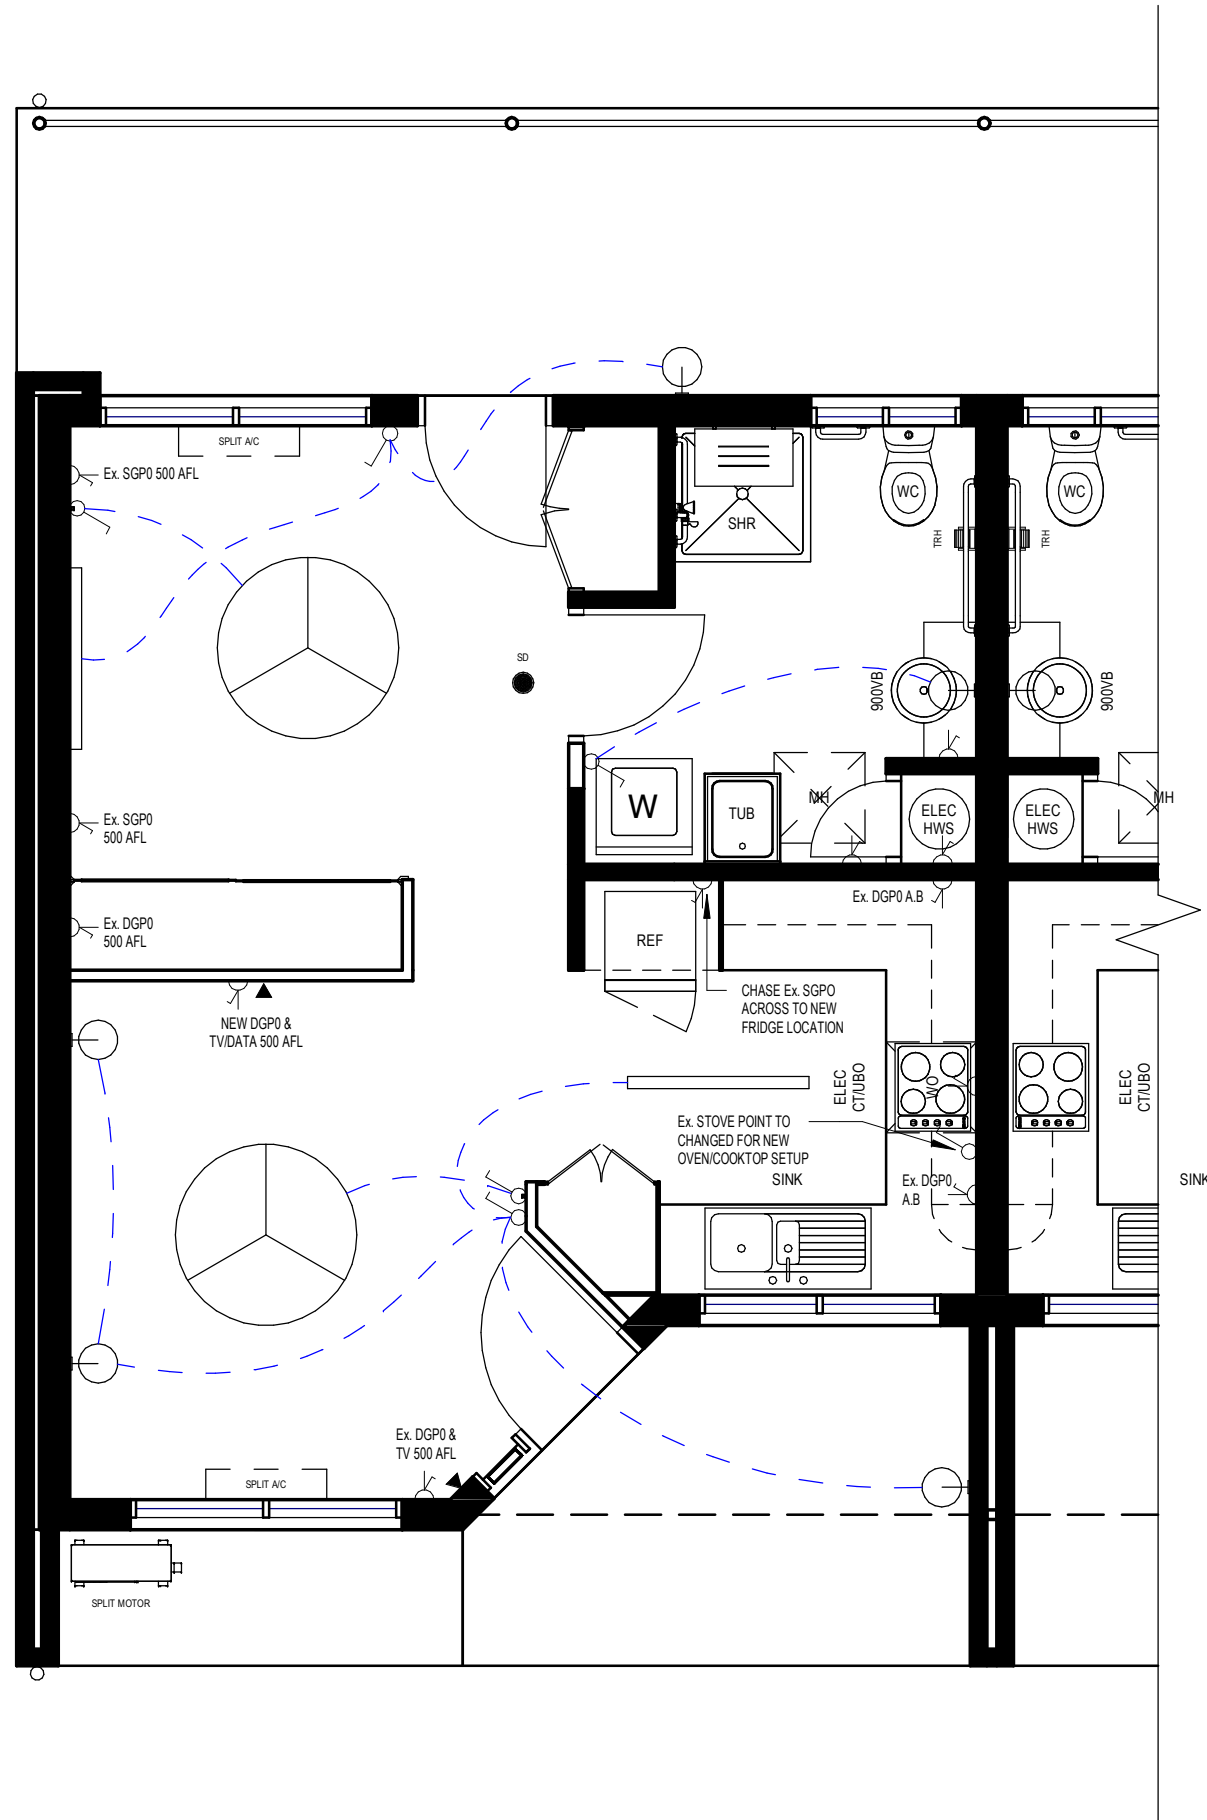 SPLIT A/C
Ex. SGP0 500 AFL
WC
WC
SHR
TRH
TRH
SD
900VB
900VB
W
TUB
MH
ELEC
HWS
ELEC
HWS
MH
Ex. SGP0
500 AFL
Ex. DGP0 A.B
Ex. DGP0
500 AFL
REF
CHASE Ex. SGPO
ACROSS TO NEW
FRIDGE LOCATION
NEW DGP0 &
TV/DATA 500 AFL
ELEC
CT/UBO
WO
ELEC
CT/UBO
Ex. STOVE POINT TO
CHANGED FOR NEW
OVEN/COOKTOP SETUP
SINK
Ex. DGP0
A.B
SINK
Ex. DGP0 &
TV 500 AFL
SPLIT A/C
SPLIT MOTOR